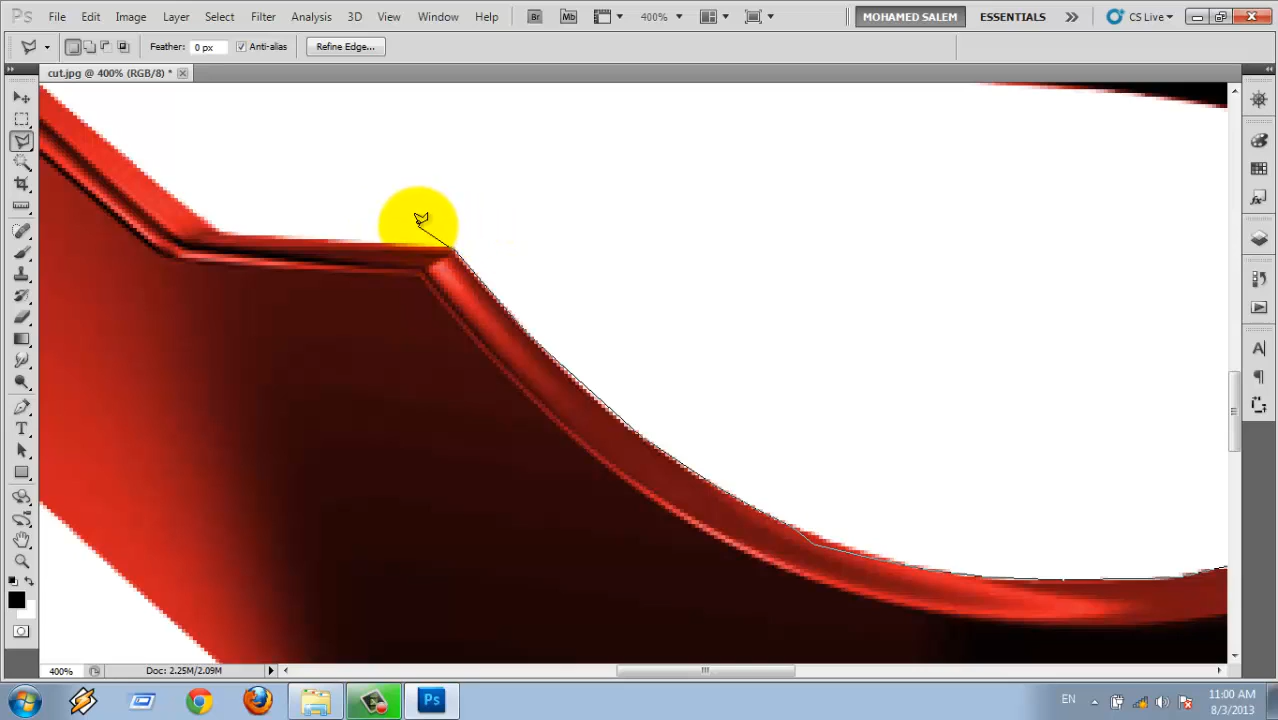 Ps File Edit Image Layer Select Filter Analysis 3D View Window Help Br Mb 400% MOHAMED SALEM ESSENTIALS CS Live
Feather: 0 px Anti-alias Refine Edge...
cut.jpg @ 400% (RGB/8) *
T
A
400% Doc: 2.25M/2.09M
Ps EN 11:00 AM
8/3/2013